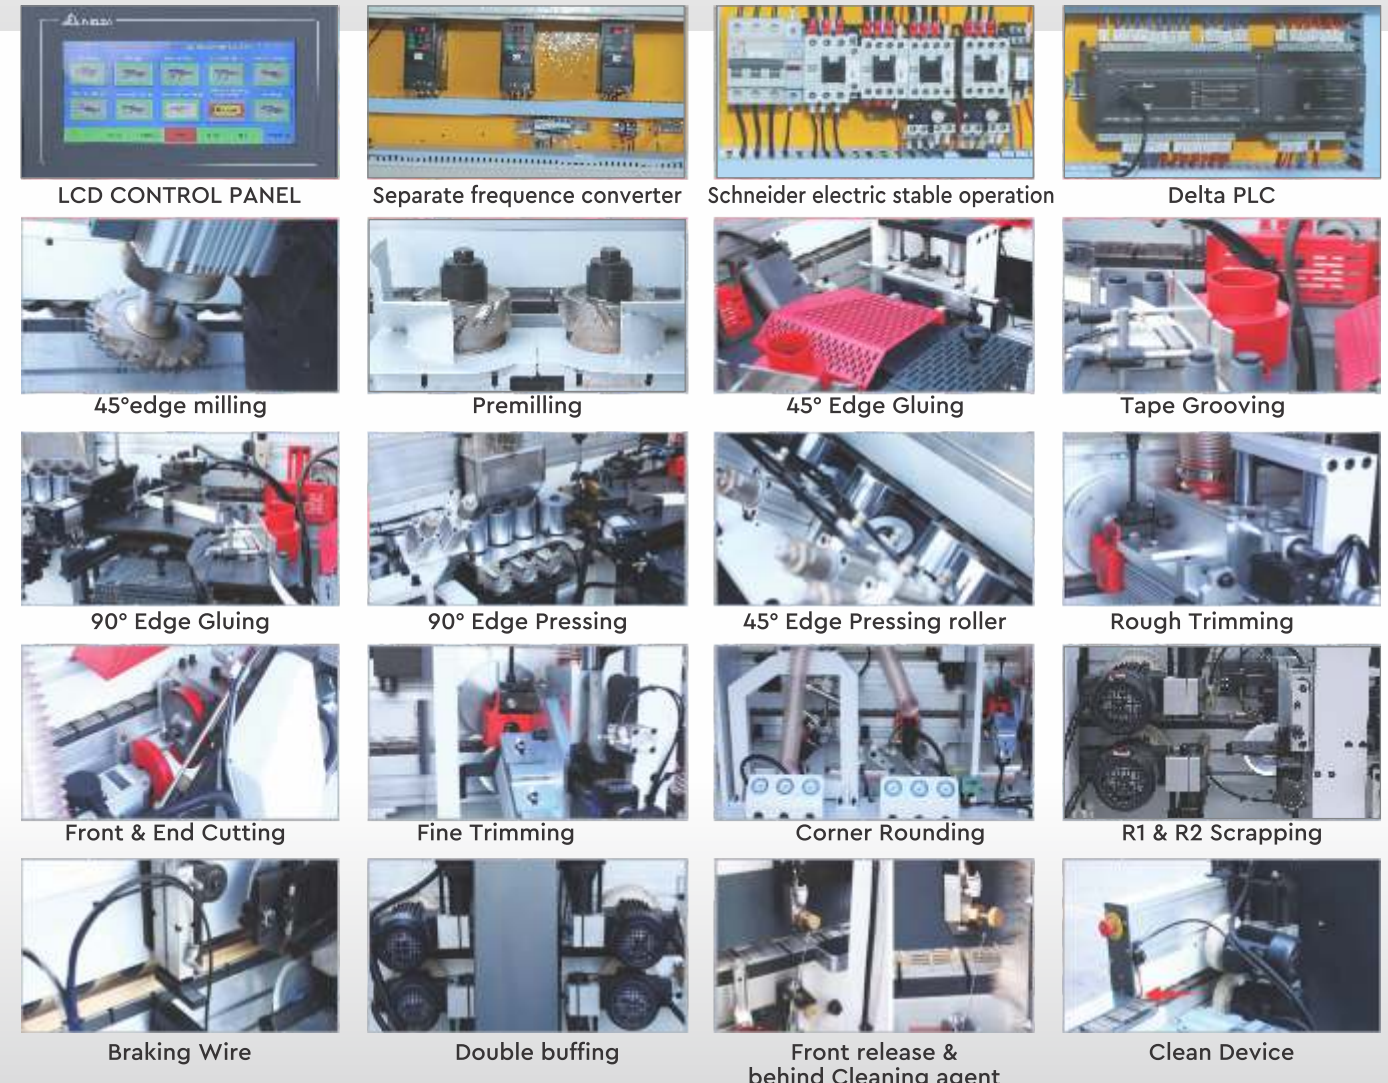 LCD CONTROL PANEL
Separate frequence converter
Schneider electric stable operation
Delta PLC
45°edge milling
Premilling
45° Edge Gluing
Tape Grooving
90° Edge Gluing
90° Edge Pressing
45° Edge Pressing roller
Rough Trimming
Front & End Cutting
Fine Trimming
Corner Rounding
R1 & R2 Scrapping
Braking Wire
Double buffing
Front release &
behind Cleaning agent
Clean Device